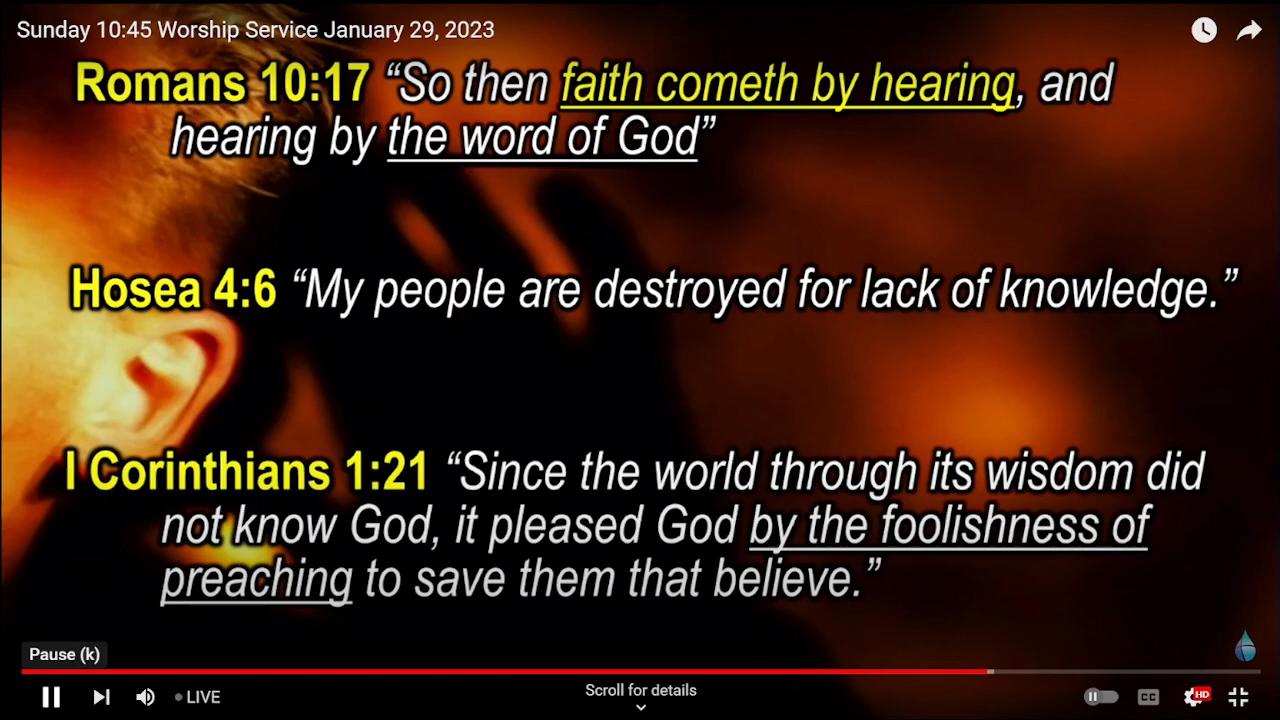 Sunday 10:45 Worship Service January 29, 2023
Romans 10:17 “So then faith cometh by hearing, and
hearing by the word of God”
Hosea 4:6 “My people are destroyed for lack of knowledge.”
I Corinthians 1:21 “Since the world through its wisdom did
not know God, it pleased God by the foolishness of
preaching to save them that believe.”
Pause (k)
LIVE
Scroll for details
CC
HD